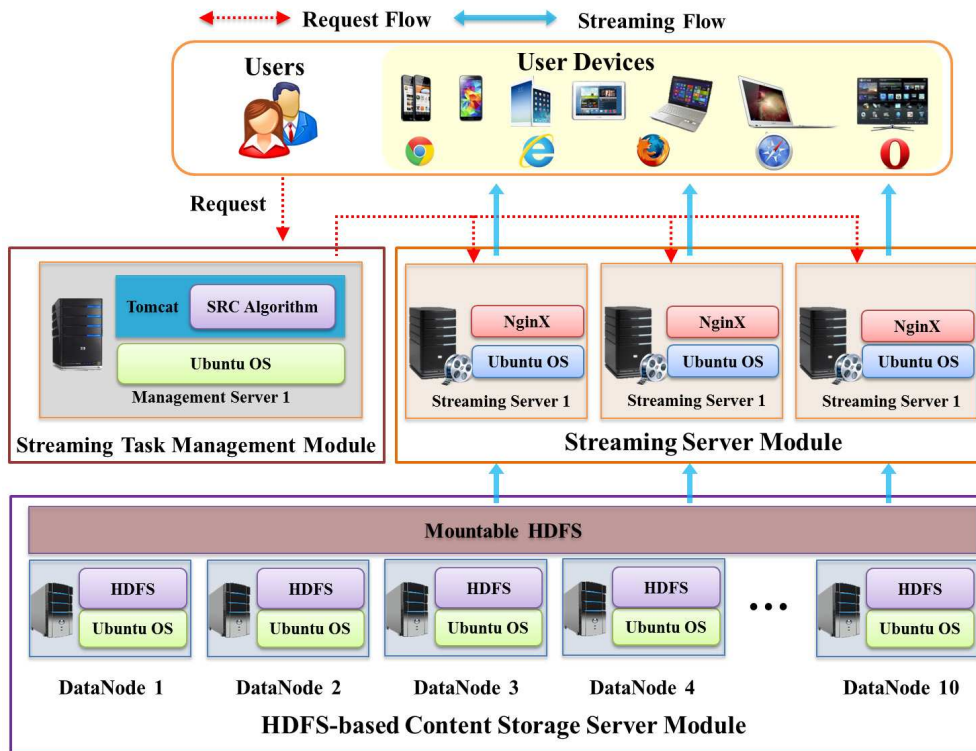 Request Flow
Streaming Flow
Users
User Devices
Request
Tomcat
SRC Algorithm
Ubuntu OS
Management Server 1
Streaming Task Management Module
NginX
Ubuntu OS
Streaming Server 1
NginX
Ubuntu OS
Streaming Server 1
NginX
Ubuntu OS
Streaming Server 1
Streaming Server Module
Mountable HDFS
HDFS
Ubuntu OS
DataNode 1
HDFS
Ubuntu OS
DataNode 2
HDFS
Ubuntu OS
DataNode 3
HDFS
Ubuntu OS
DataNode 4
...
HDFS
Ubuntu OS
DataNode 10
HDFS-based Content Storage Server Module